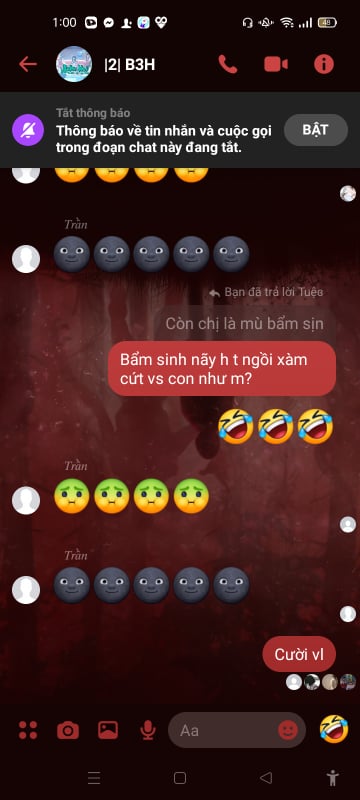 1:00
48
|2| B3H
Tắt thông báo
Thông báo về tin nhắn và cuộc gọi
trong đoạn chat này đang tắt.
BẬT
Trần
Bạn đã trả lời Tuệs
Còn chị là mù bẩm sịn
Bẩm sinh nãy h t ngồi xàm
cứt vs con như m?
Trần
Trần
Cười vl
Aa